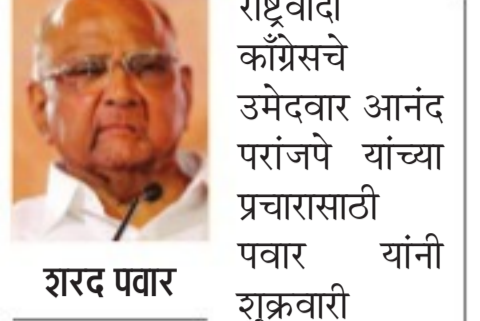 शरद पवार
राष्ट्रवादी
काँग्रेसचे
उमेदवार आनंद
परांजपे यांच्या
प्रचारासाठी
पवार यांनी
शुक्रवारी